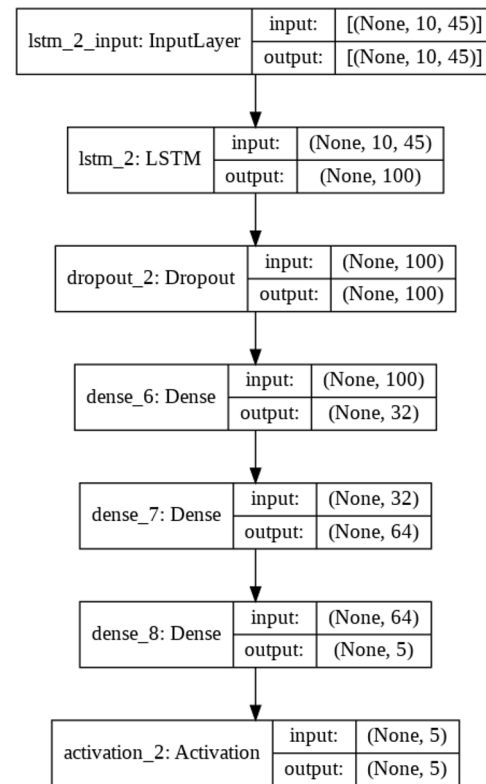 lstm_2_input: InputLayer
input: [(None, 10, 45)]
output: [(None, 10, 45)]
lstm_2: LSTM
input: (None, 10, 45)
output: (None, 100)
dropout_2: Dropout
input: (None, 100)
output: (None, 100)
dense_6: Dense
input: (None, 100)
output: (None, 32)
dense_7: Dense
input: (None, 32)
output: (None, 64)
dense_8: Dense
input: (None, 64)
output: (None, 5)
activation_2: Activation
input: (None, 5)
output: (None, 5)